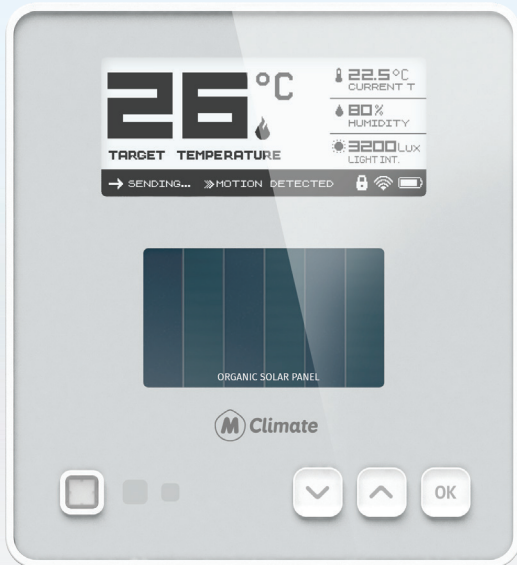 26°C
TARGET TEMPERATURE
22.5°C
CURRENT T
80%
HUMIDITY
3200Lux
LIGHT INT.
SENDING... MOTION DETECTED
ORGANIC SOLAR PANEL
M Climate
OK